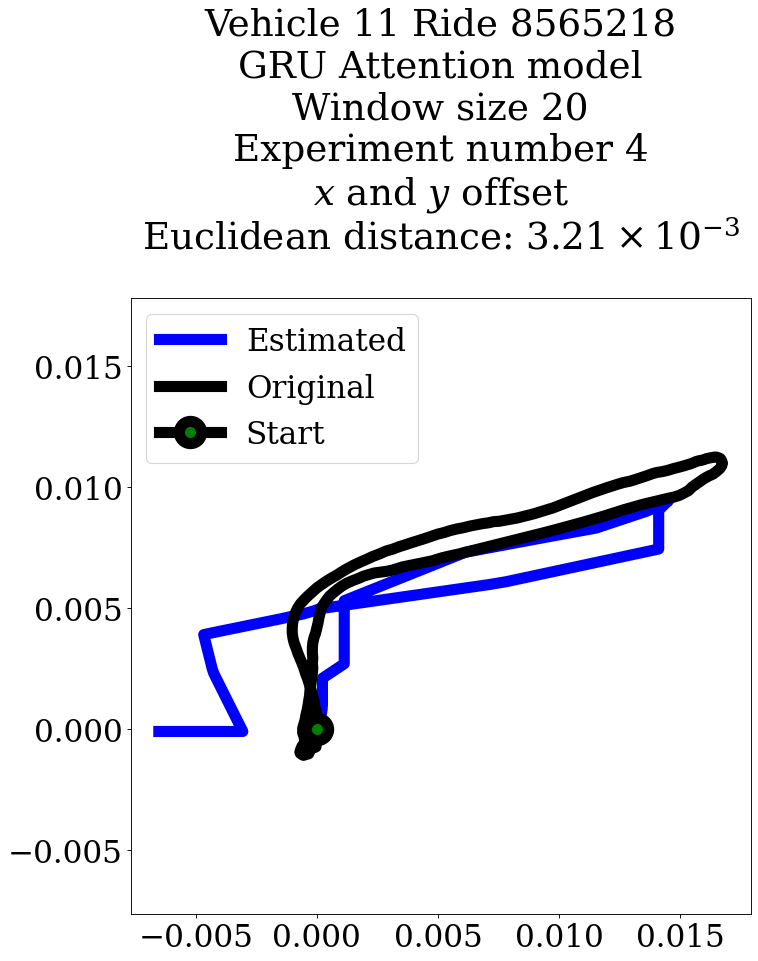 Vehicle 11 Ride 8565218
GRU Attention model
Window size 20
Experiment number 4
x and y offset
Euclidean distance: 3.21 × 10⁻³
Estimated
Original
Start
0.015
0.010
0.005
0.000
−0.005
−0.005 0.000 0.005 0.010 0.015